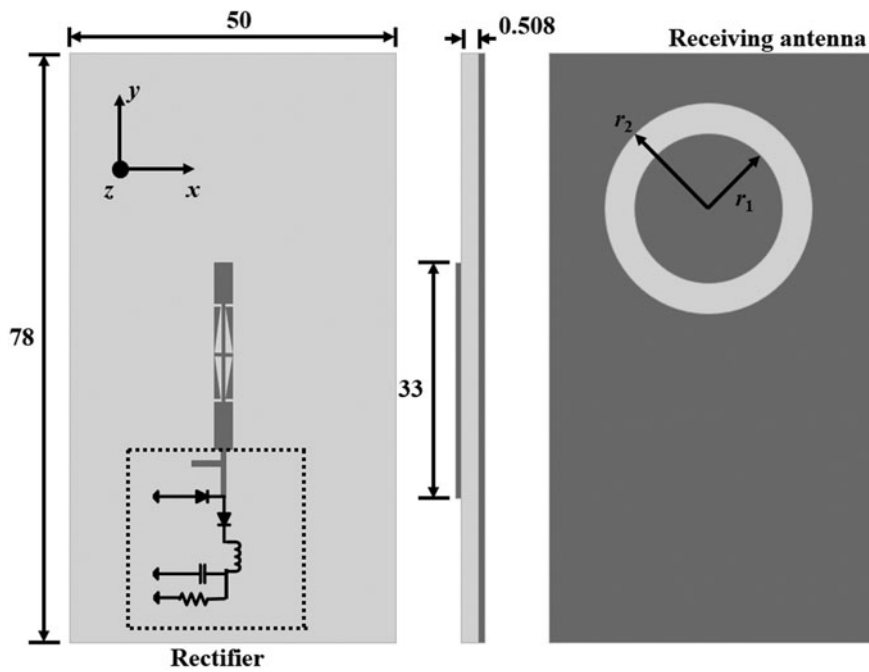 50
0.508
Receiving antenna
y
z
x
r2
r1
78
33
Rectifier